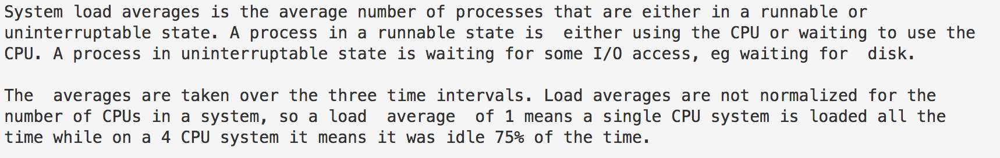 System load averages is the average number of processes that are either in a runnable or
uninterruptable state. A process in a runnable state is  either using the CPU or waiting to use the
CPU. A process in uninterruptable state is waiting for some I/O access, eg waiting for  disk.

The  averages are taken over the three time intervals. Load averages are not normalized for the
number of CPUs in a system, so a load  average  of 1 means a single CPU system is loaded all the
time while on a 4 CPU system it means it was idle 75% of the time.